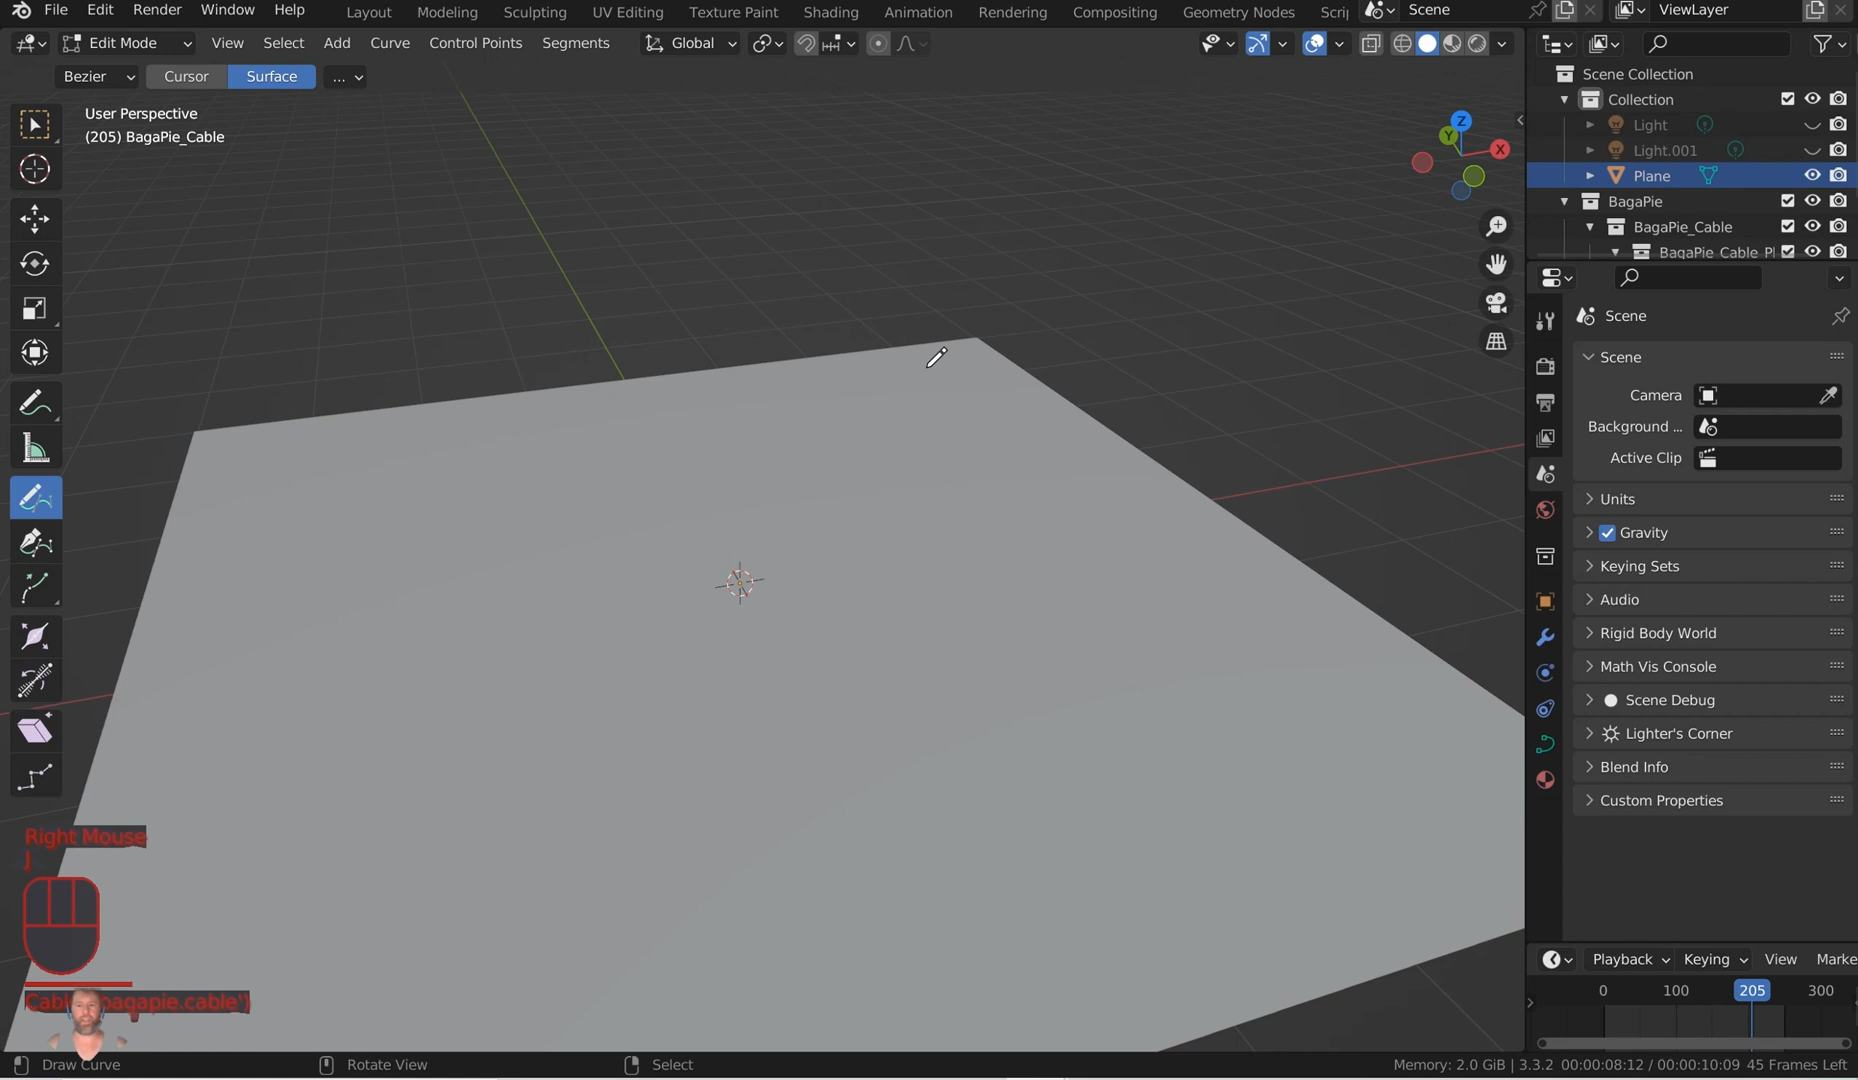 File Edit Render Window Help Layout Modeling Sculpting UV Editing Texture Paint Shading Animation Rendering Compositing Geometry Nodes Scrip Scene ViewLayer
Edit Mode View Select Add Curve Control Points Segments Global
Bezier Cursor Surface ...
User Perspective
(205) BagaPie_Cable
Z
Y
X
Scene Collection
Collection
Light
Light.001
Plane
BagaPie
BagaPie_Cable
BagaPie_Cable_Pl
Scene
Scene
Camera
Background ...
Active Clip
Units
Gravity
Keying Sets
Audio
Rigid Body World
Math Vis Console
Scene Debug
Lighter's Corner
Blend Info
Custom Properties
Right Mouse
J
Playback Keying View Marke
0 100 205 300
Draw Curve Rotate View Select Memory: 2.0 GiB | 3.3.2 00:00:08:12 / 00:00:10:09 45 Frames Left